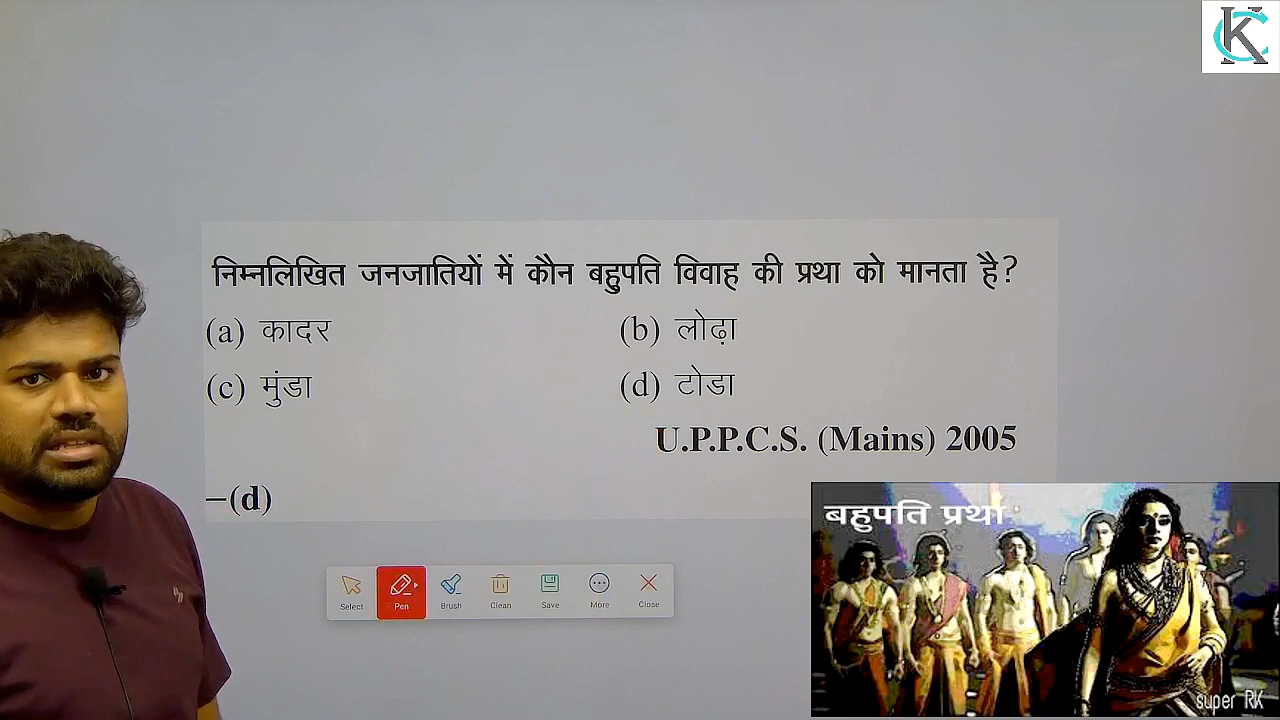 KC
निम्नलिखित जनजातियों में कौन बहुपति विवाह की प्रथा को मानता है?
(a) कादर (b) लोढ़ा
(c) मुंडा (d) टोडा
U.P.P.C.S. (Mains) 2005
–(d)
Select Pen Brush Clean Save More Close
बहुपति प्रथा
super RK